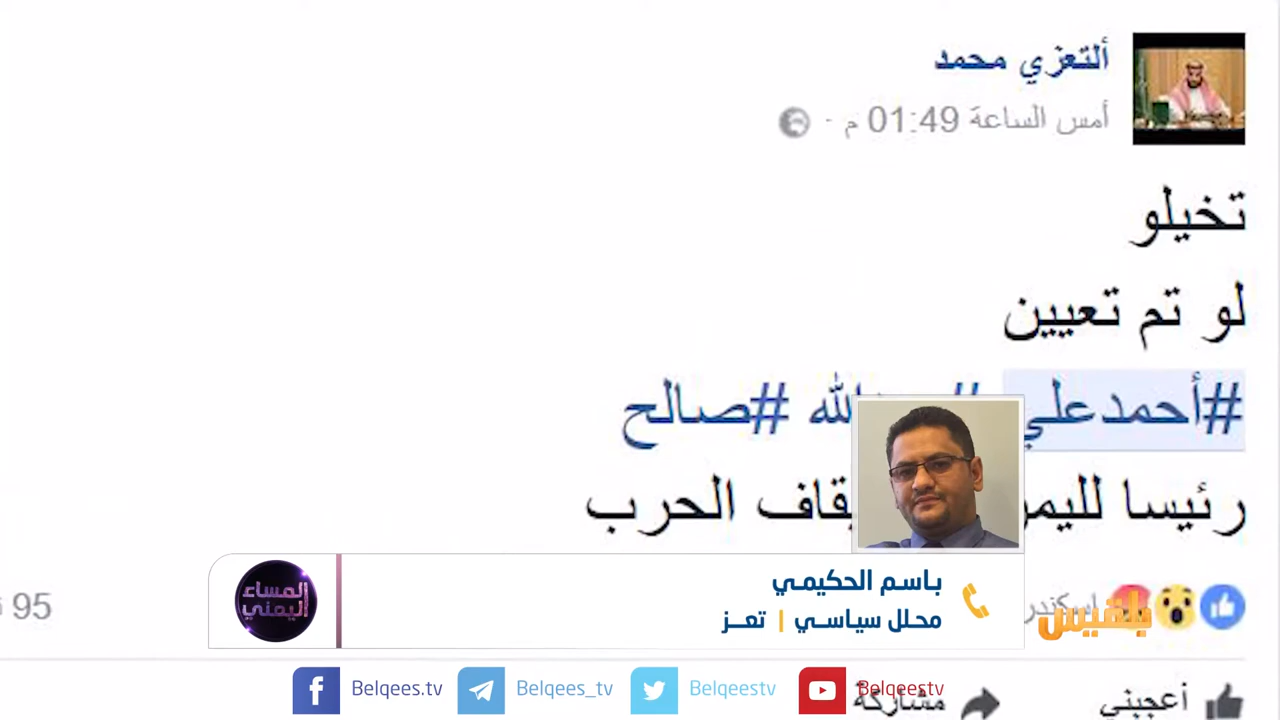 ألتعزي محمد
أمس الساعة 01:49 م ·
تخيلو
لو تم تعيين
#أحمدعلي #صالح
رئيسا الحرب
95
باسم الحكيمي
محلل سياسي | تعز
المساء
اليمني
بلقيس
أعجبني مشاركة
Belqees.tv Belqees_tv Belqeestv Belqeestv